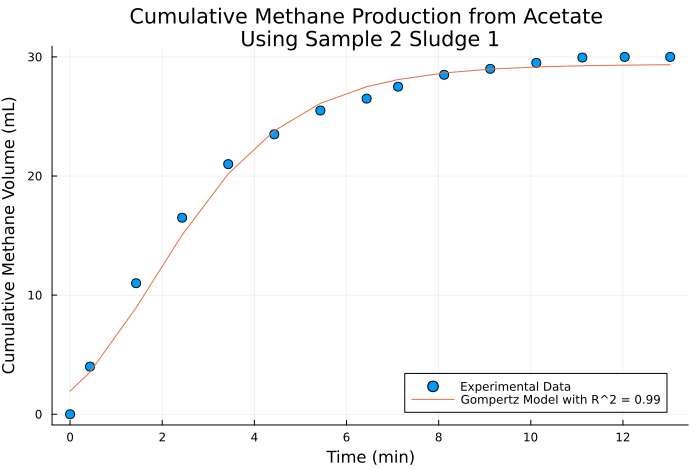 Cumulative Methane Production from Acetate
Using Sample 2 Sludge 1
Cumulative Methane Volume (mL)
30
20
10
0
0 2 4 6 8 10 12
Time (min)
Experimental Data
Gompertz Model with R^2 = 0.99